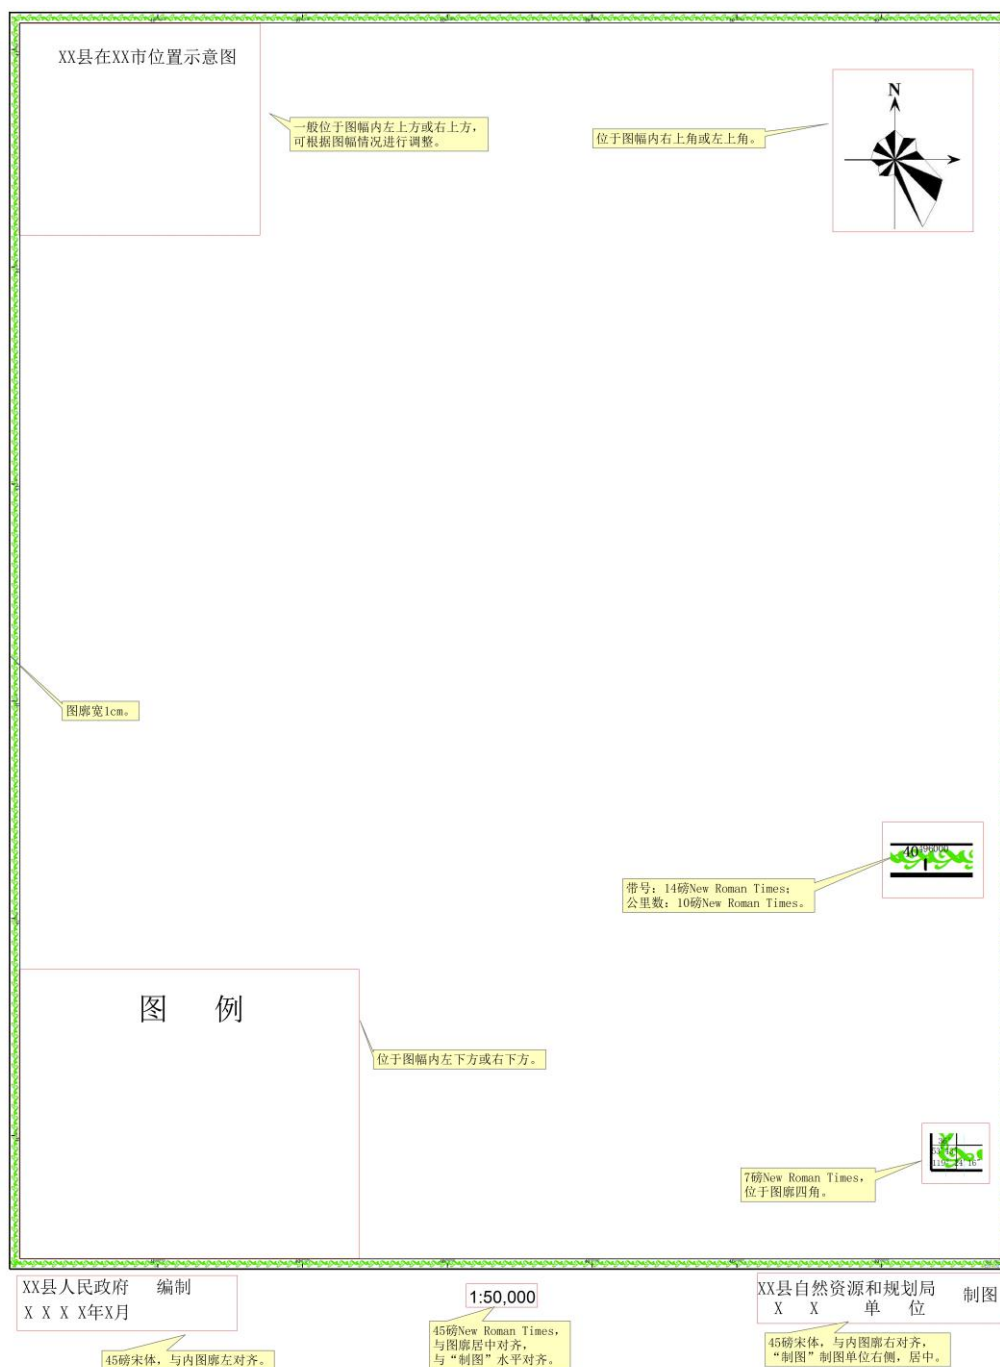 XX县在XX市位置示意图
一般位于图幅内左上方或右上方，
可根据图幅情况进行调整。
位于图幅内右上角或左上角。
N
图廓宽1cm。
40
带号：14磅New Roman Times；
公里数：10磅New Roman Times。
图 例
位于图幅内左下方或右下方。
7磅New Roman Times，
位于图廓四角。
XX县人民政府 编制
X X X X年X月
45磅宋体，与内图廓左对齐。
1:50,000
45磅New Roman Times，
与图廓居中对齐，
与“制图”水平对齐。
XX县自然资源和规划局 制图
X X 单 位
45磅宋体，与内图廓右对齐，
“制图”制图单位右侧，居中。